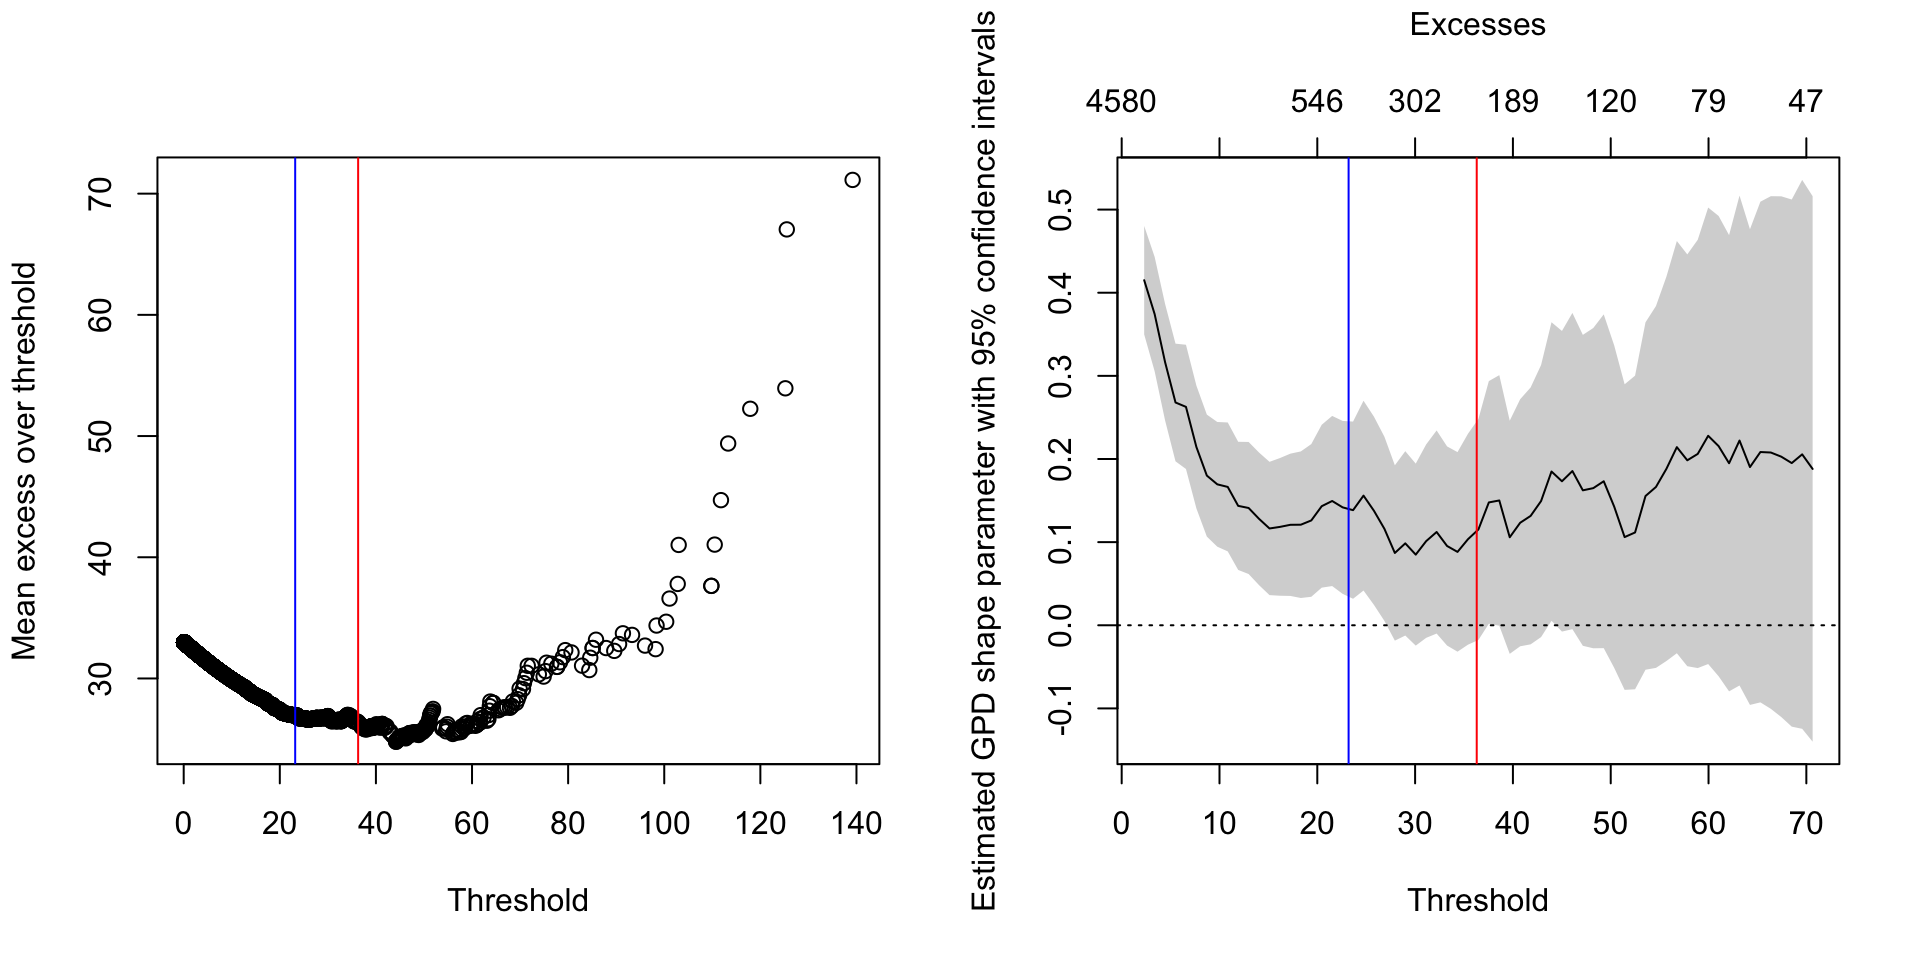 Mean excess over threshold
70
60
50
40
30
0 20 40 60 80 100 120 140
Threshold
Excesses
4580 546 302 189 120 79 47
Estimated GPD shape parameter with 95% confidence intervals
0.5
0.4
0.3
0.2
0.1
0.0
-0.1
0 10 20 30 40 50 60 70
Threshold